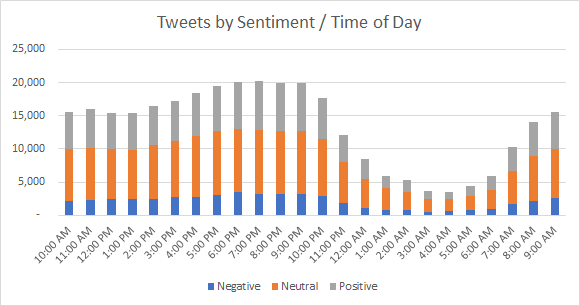 Tweets by Sentiment / Time of Day
25,000
20,000
15,000
10,000
5,000
-
10:00 AM 11:00 AM 12:00 PM 1:00 PM 2:00 PM 3:00 PM 4:00 PM 5:00 PM 6:00 PM 7:00 PM 8:00 PM 9:00 PM 10:00 PM 11:00 PM 12:00 AM 1:00 AM 2:00 AM 3:00 AM 4:00 AM 5:00 AM 6:00 AM 7:00 AM 8:00 AM 9:00 AM
Negative Neutral Positive